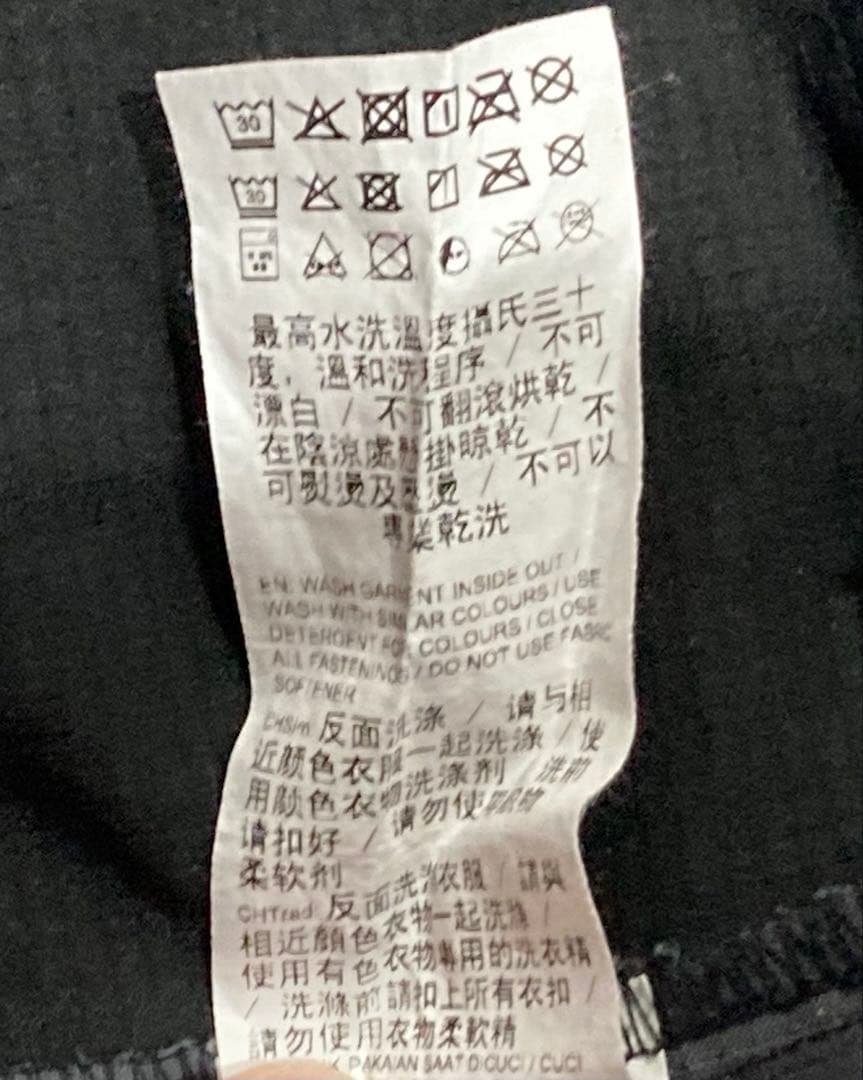 30
30
最高水洗溫度攝氏三十
度，溫和洗程序 / 不可
漂白 / 不可翻滾烘乾 /
在陰涼處懸掛晾乾 / 不
可熨燙及蒸燙 / 不可以
專業乾洗
EN: WASH GARMENT INSIDE OUT /
WASH WITH SIMILAR COLOURS / USE
DETERGENT FOR COLOURS / CLOSE
ALL FASTENINGS / DO NOT USE FABRIC
SOFTENER
CHSim 反面洗涤 / 请与相
近颜色衣服一起洗涤 / 使
用颜色衣物洗涤剂 / 洗前
请扣好 / 请勿使用衣物
柔软剂
CHTrad: 反面洗滌衣服 / 請與
相近顏色衣物一起洗滌 /
使用有色衣物專用的洗衣精
/ 洗滌前請扣上所有衣扣 /
請勿使用衣物柔軟精
PAKAIAN SAAT DICUCI / CUCI